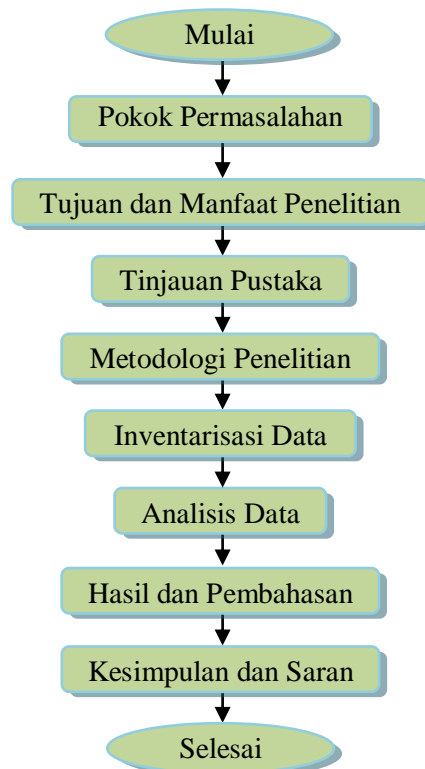 Mulai
Pokok Permasalahan
Tujuan dan Manfaat Penelitian
Tinjauan Pustaka
Metodologi Penelitian
Inventarisasi Data
Analisis Data
Hasil dan Pembahasan
Kesimpulan dan Saran
Selesai